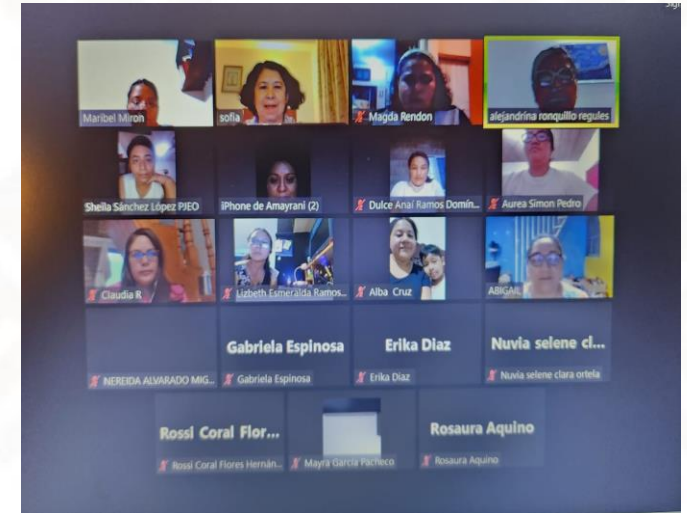 Maribel Miron
sofia
Magda Rendon
alejandrina ronquillo regules
Sheila Sánchez López PJEO
iPhone de Amayrani (2)
Dulce Anaí Ramos Domín...
Aurea Simon Pedro
Claudia R
Lizbeth Esmeralda Ramos...
Alba Cruz
ABIGAIL
NEREIDA ALVARADO MIG...
Gabriela Espinosa
Gabriela Espinosa
Erika Diaz
Erika Diaz
Nuvia selene cl...
Nuvia selene clara ortela
Rossi Coral Flor...
Rossi Coral Flores Hernán...
Mayra García Pacheco
Rosaura Aquino
Rosaura Aquino